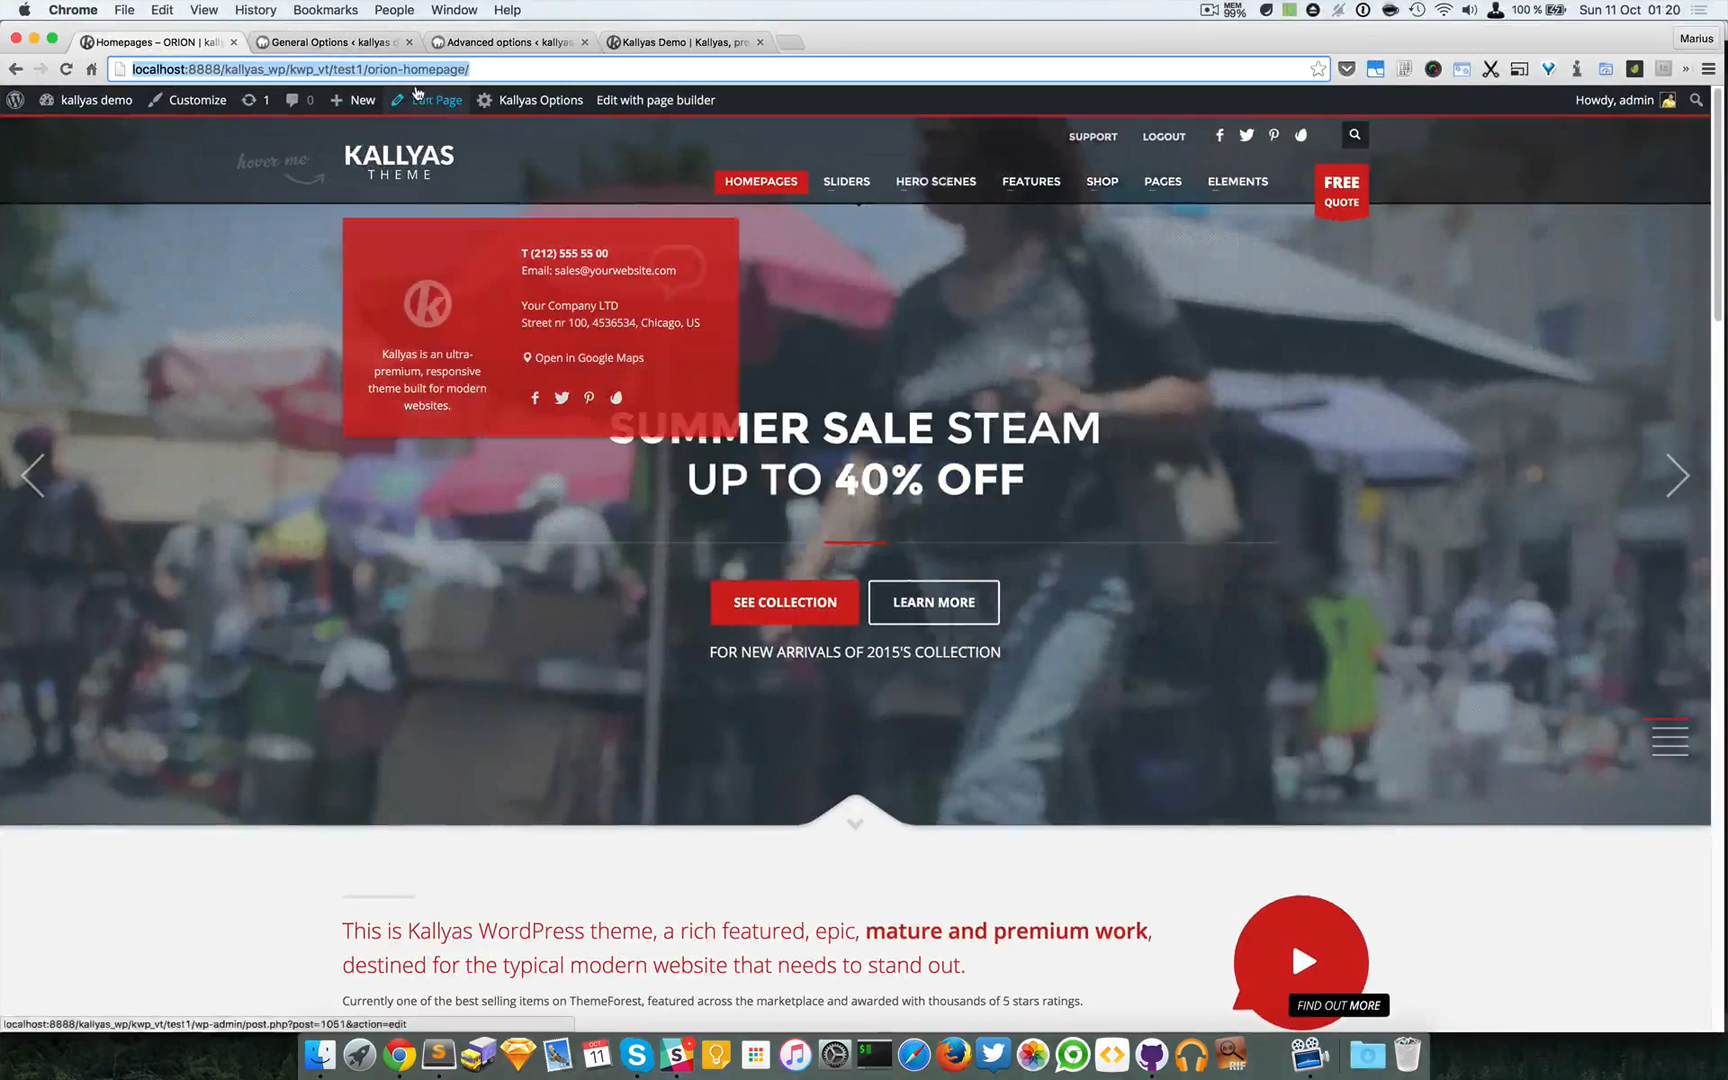 Chrome File Edit View History Bookmarks People Window Help
MEM 99% 100 % Sun 11 Oct 01:20
Homepages – ORION | kally
General Options ‹ kallyas d
Advanced options ‹ kallyas
Kallyas Demo | Kallyas, pre
Marius
localhost:8888/kallyas_wp/kwp_vt/test1/orion-homepage/
kallyas demo Customize 1 0 New Edit Page Kallyas Options Edit with page builder Howdy, admin
hover me
KALLYAS
THEME
SUPPORT LOGOUT
HOMEPAGES SLIDERS HERO SCENES FEATURES SHOP PAGES ELEMENTS
FREE
QUOTE
Kallyas is an ultra-
premium, responsive
theme built for modern
websites.
T (212) 555 55 00
Email: sales@yourwebsite.com
Your Company LTD
Street nr 100, 4536534, Chicago, US
Open in Google Maps
SUMMER SALE STEAM
UP TO 40% OFF
SEE COLLECTION LEARN MORE
FOR NEW ARRIVALS OF 2015'S COLLECTION
This is Kallyas WordPress theme, a rich featured, epic, mature and premium work,
destined for the typical modern website that needs to stand out.
Currently one of the best selling items on ThemeForest, featured across the marketplace and awarded with thousands of 5 stars ratings.
FIND OUT MORE
localhost:8888/kallyas_wp/kwp_vt/test1/wp-admin/post.php?post=1051&action=edit
11
RIF